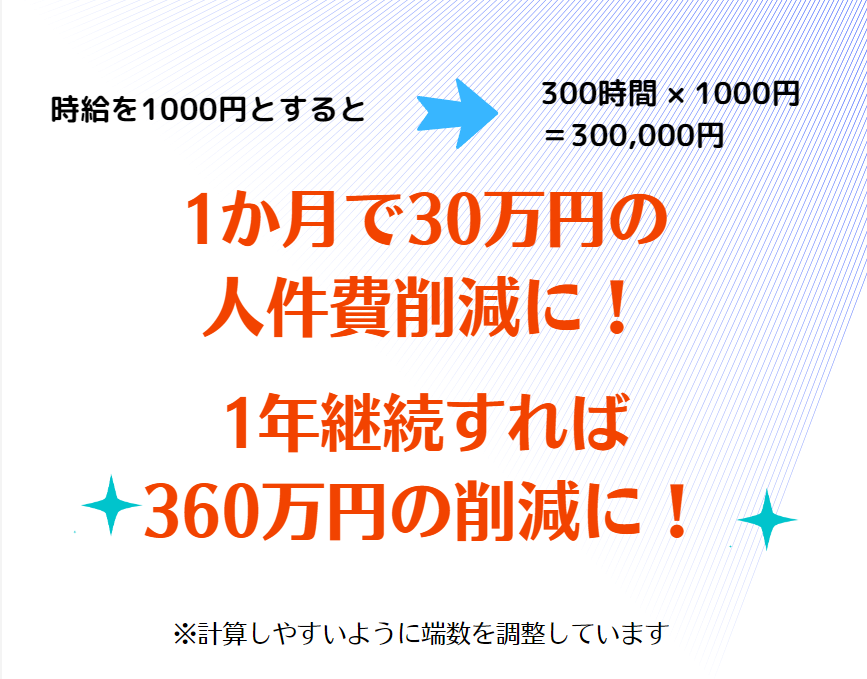 時給を1000円とすると
300時間 × 1000円
＝300,000円
1か月で30万円の
人件費削減に！
1年継続すれば
360万円の削減に！
※計算しやすいように端数を調整しています